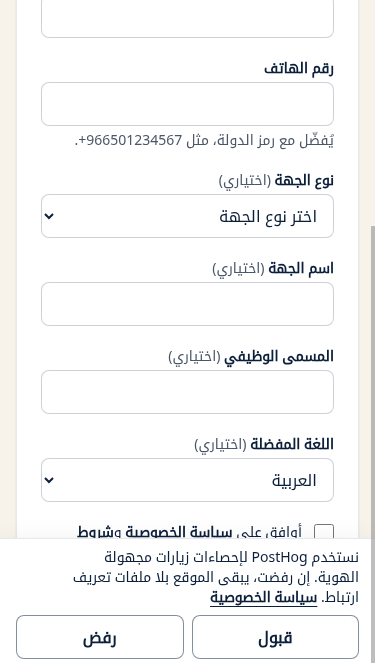 رقم الهاتف
يُفضّل مع رمز الدولة، مثل 966501234567+.
نوع الجهة (اختياري)
اختر نوع الجهة
اسم الجهة (اختياري)
المسمى الوظيفي (اختياري)
اللغة المفضلة (اختياري)
العربية
أوافق على سياسة الخصوصية وشروط
نستخدم PostHog لإحصاءات زيارات مجهولة
الهوية. إن رفضت، يبقى الموقع بلا ملفات تعريف
ارتباط. سياسة الخصوصية
قبول
رفض